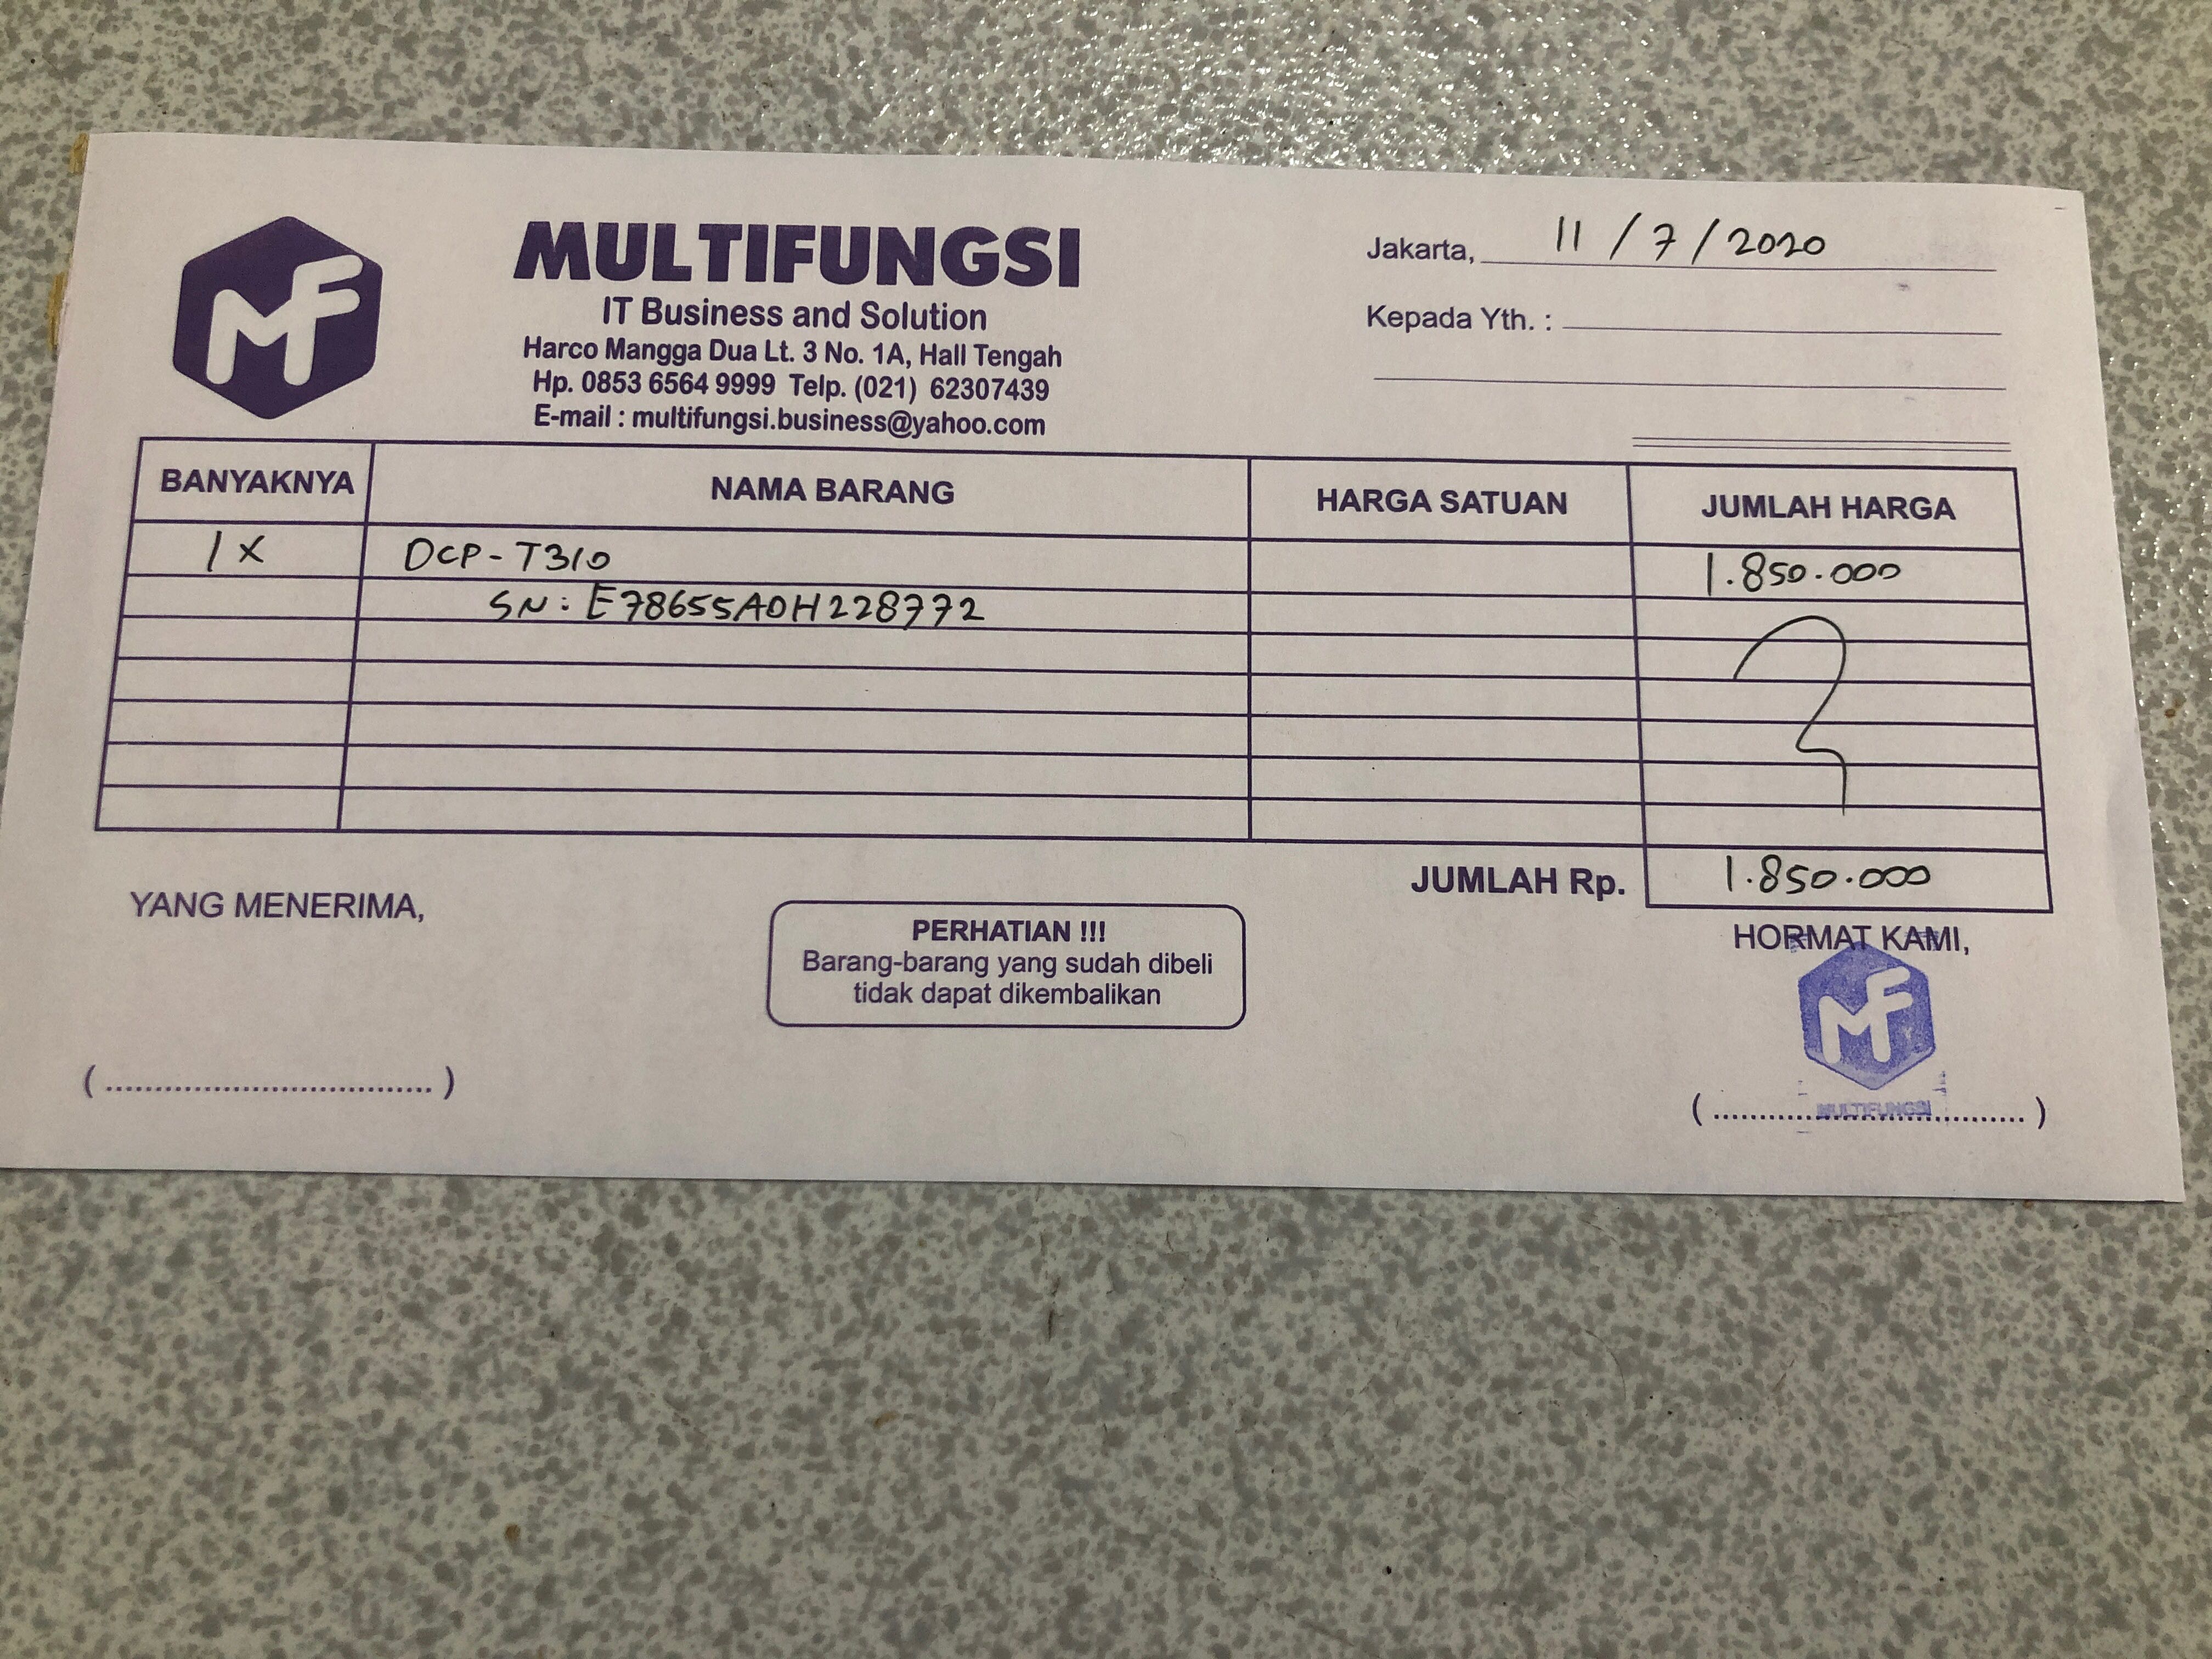 MF
MULTIFUNGSI
IT Business and Solution
Harco Mangga Dua Lt. 3 No. 1A, Hall Tengah
Hp. 0853 6564 9999 Telp. (021) 62307439
E-mail : multifungsi.business@yahoo.com
Jakarta, 11 / 7 / 2020
Kepada Yth. :
BANYAKNYA NAMA BARANG HARGA SATUAN JUMLAH HARGA
1 X DCP - T310 1.850.000
SN : E78655A0H228772
JUMLAH Rp. 1.850.000
YANG MENERIMA,
PERHATIAN !!!
Barang-barang yang sudah dibeli
tidak dapat dikembalikan
HORMAT KAMI,
MF
MULTIFUNGSI
(.................................)
(.................................)